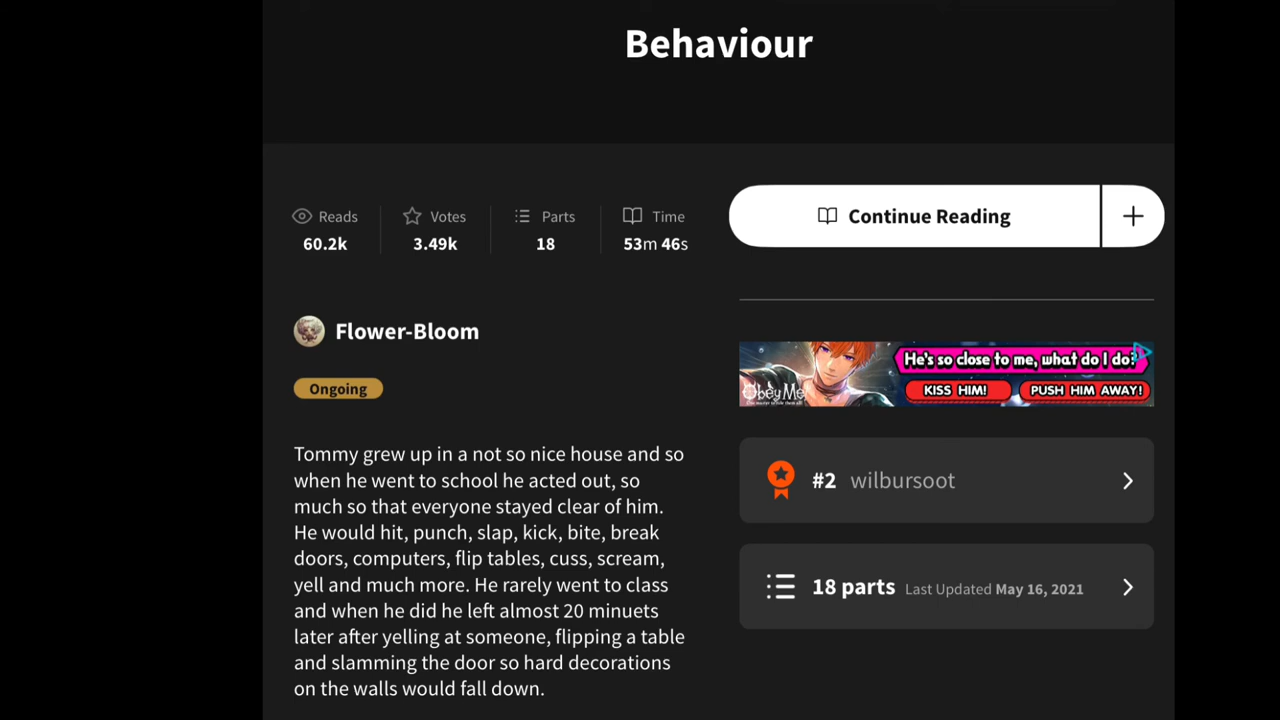 Behaviour
Reads
60.2k
Votes
3.49k
Parts
18
Time
53m 46s
Continue Reading
Flower-Bloom
Ongoing
He's so close to me, what do I do?
Obey Me
KISS HIM!
PUSH HIM AWAY!
Tommy grew up in a not so nice house and so
when he went to school he acted out, so
much so that everyone stayed clear of him.
He would hit, punch, slap, kick, bite, break
doors, computers, flip tables, cuss, scream,
yell and much more. He rarely went to class
and when he did he left almost 20 minuets
later after yelling at someone, flipping a table
and slamming the door so hard decorations
on the walls would fall down.
#2 wilbursoot
18 parts Last Updated May 16, 2021